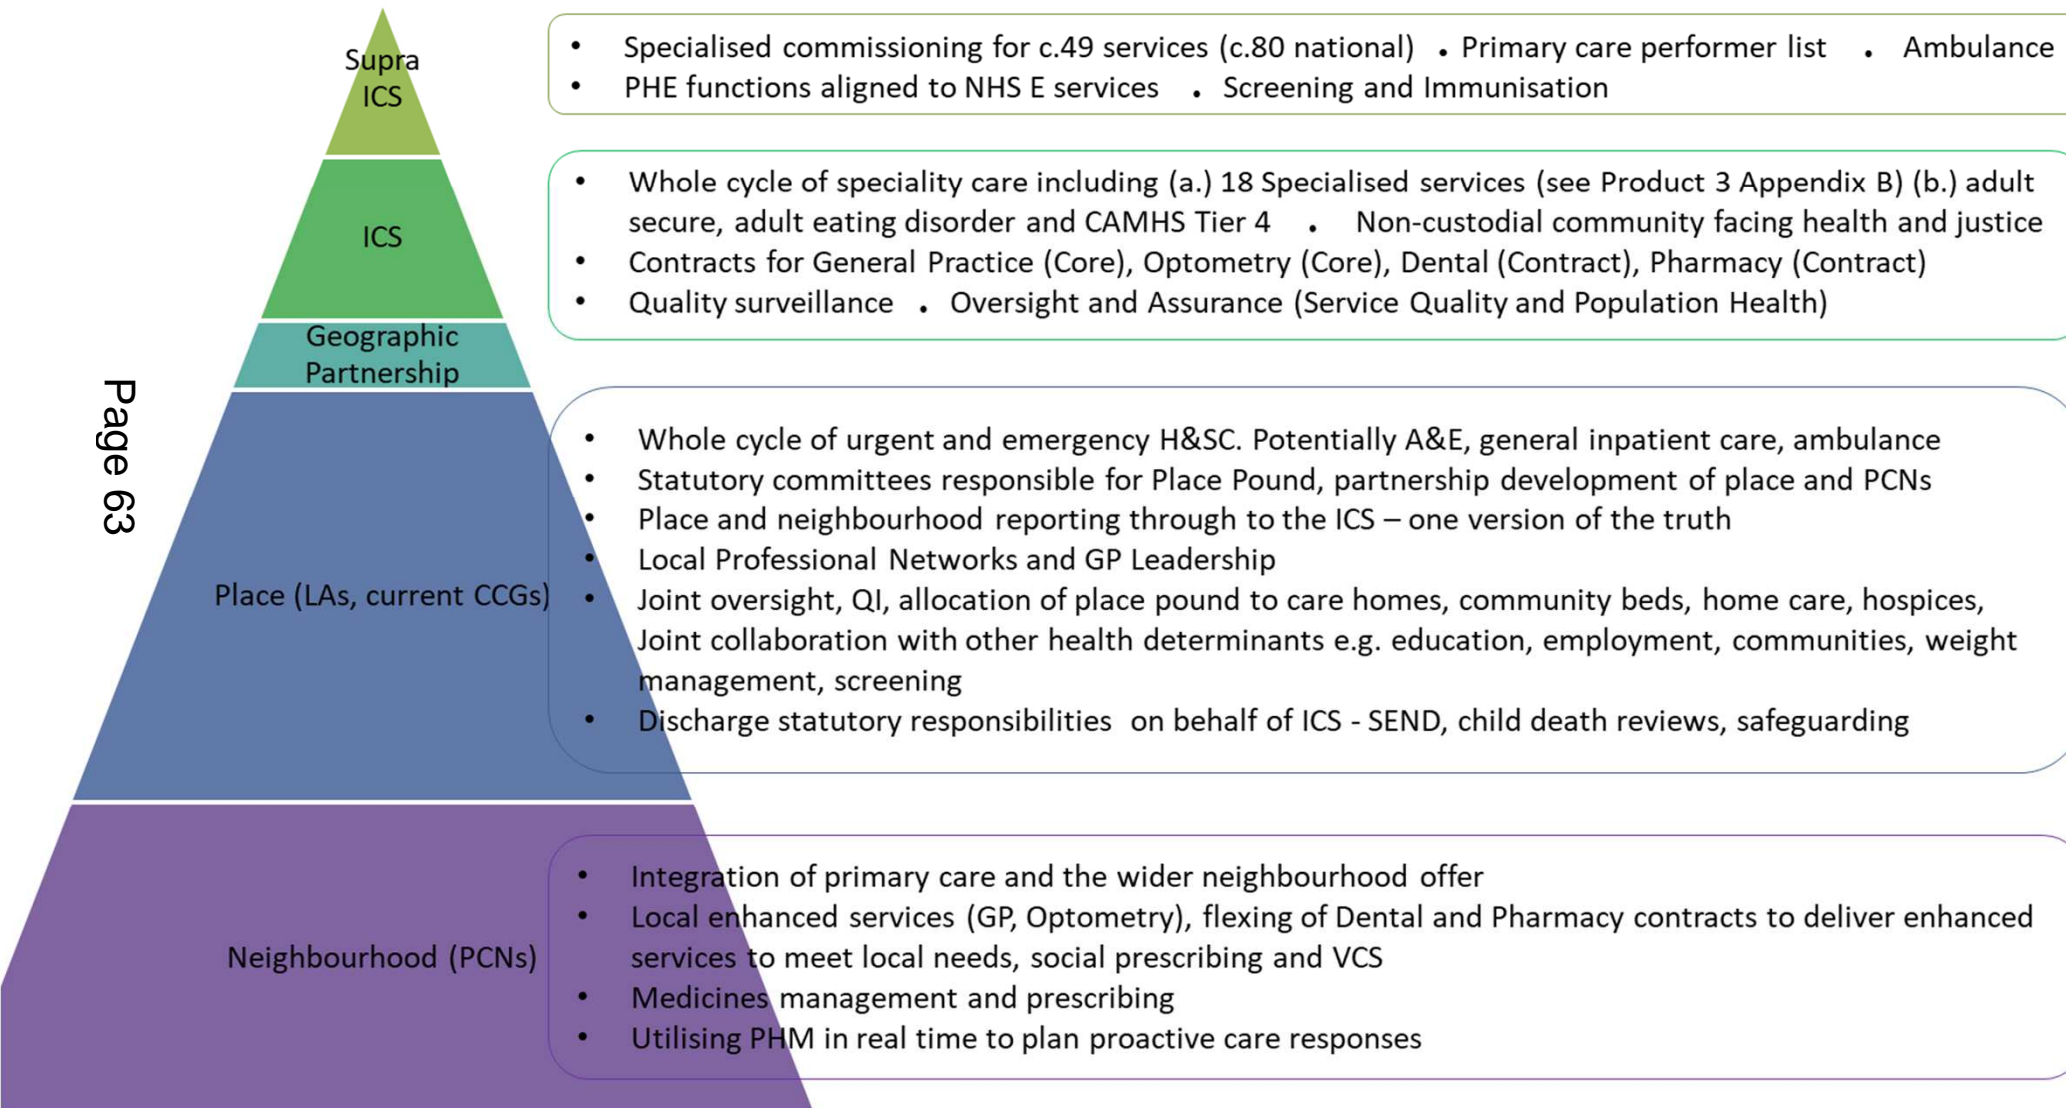 Supra
ICS
• Specialised commissioning for c.49 services (c.80 national) • Primary care performer list • Ambulance
• PHE functions aligned to NHS E services • Screening and Immunisation
ICS
• Whole cycle of speciality care including (a.) 18 Specialised services (see Product 3 Appendix B) (b.) adult
secure, adult eating disorder and CAMHS Tier 4 • Non-custodial community facing health and justice
• Contracts for General Practice (Core), Optometry (Core), Dental (Contract), Pharmacy (Contract)
• Quality surveillance • Oversight and Assurance (Service Quality and Population Health)
Geographic
Partnership
Page 63
Place (LAs, current CCGs)
• Whole cycle of urgent and emergency H&SC. Potentially A&E, general inpatient care, ambulance
• Statutory committees responsible for Place Pound, partnership development of place and PCNs
• Place and neighbourhood reporting through to the ICS – one version of the truth
• Local Professional Networks and GP Leadership
• Joint oversight, QI, allocation of place pound to care homes, community beds, home care, hospices,
Joint collaboration with other health determinants e.g. education, employment, communities, weight
management, screening
• Discharge statutory responsibilities on behalf of ICS - SEND, child death reviews, safeguarding
Neighbourhood (PCNs)
• Integration of primary care and the wider neighbourhood offer
• Local enhanced services (GP, Optometry), flexing of Dental and Pharmacy contracts to deliver enhanced
services to meet local needs, social prescribing and VCS
• Medicines management and prescribing
• Utilising PHM in real time to plan proactive care responses